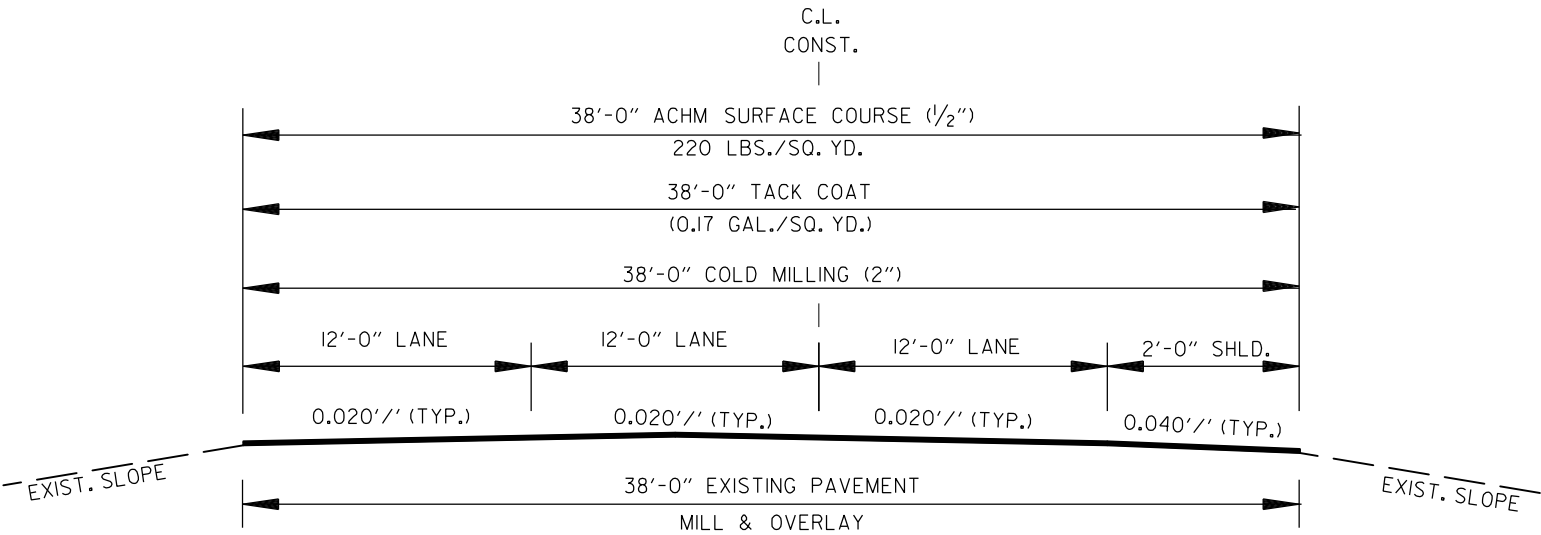 C.L.
CONST.
38'-0" ACHM SURFACE COURSE (1/2")
220 LBS./SQ. YD.
38'-0" TACK COAT
(0.17 GAL./SQ. YD.)
38'-0" COLD MILLING (2")
12'-0" LANE
12'-0" LANE
12'-0" LANE
2'-0" SHLD.
0.020'/' (TYP.)
0.020'/' (TYP.)
0.020'/' (TYP.)
0.040'/' (TYP.)
EXIST. SLOPE
38'-0" EXISTING PAVEMENT
EXIST. SLOPE
MILL & OVERLAY